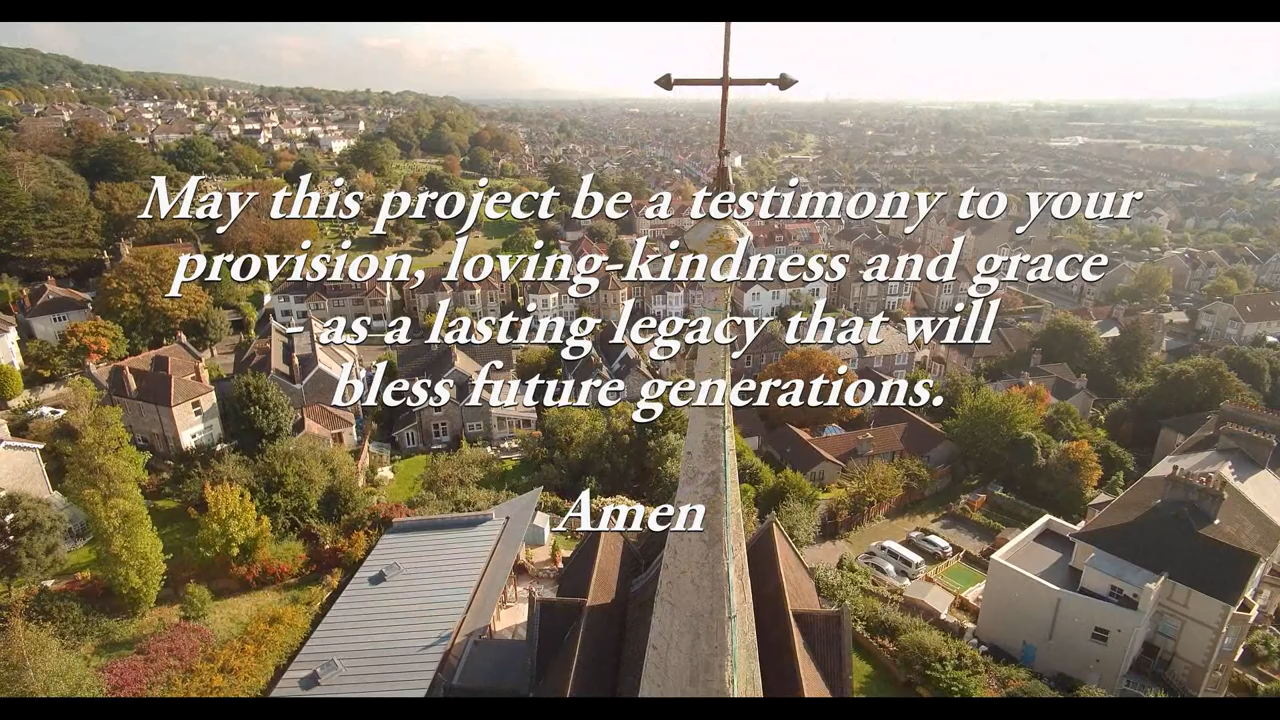 May this project be a testimony to your
provision, loving-kindness and grace
- as a lasting legacy that will
bless future generations.
Amen